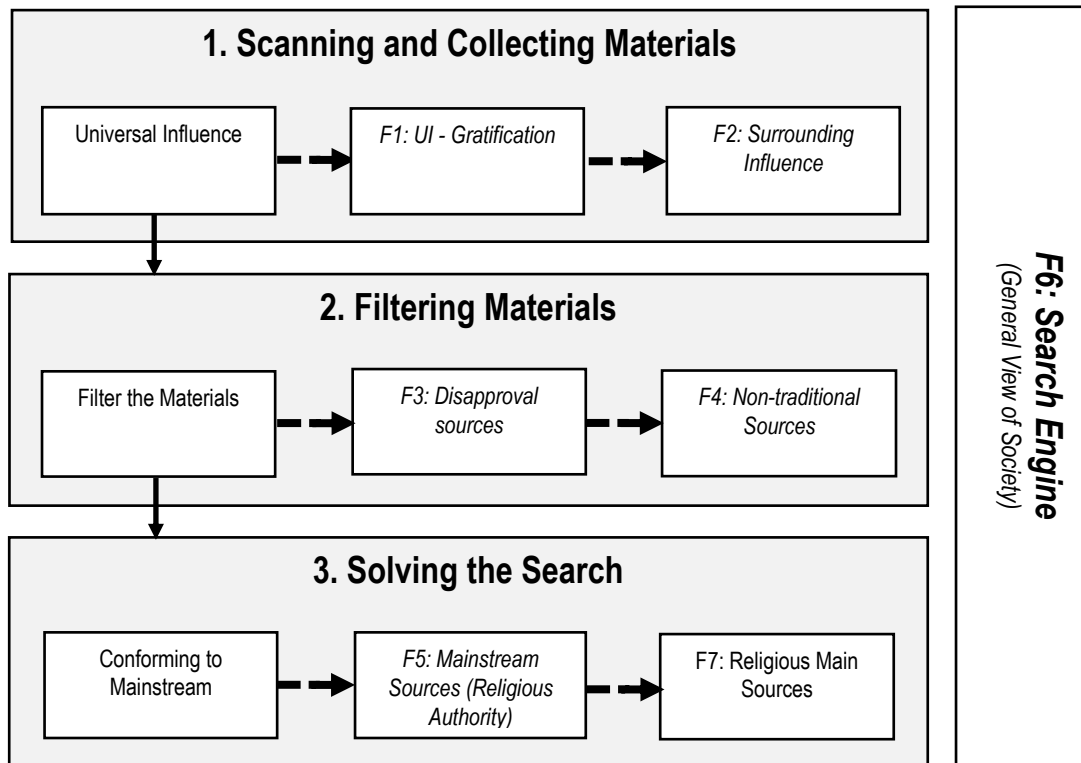 1. Scanning and Collecting Materials
Universal Influence
F1: UI - Gratification
F2: Surrounding
Influence
2. Filtering Materials
Filter the Materials
F3: Disapproval
sources
F4: Non-traditional
Sources
3. Solving the Search
Conforming to
Mainstream
F5: Mainstream
Sources (Religious
Authority)
F7: Religious Main
Sources
F6: Search Engine
(General View of Society)